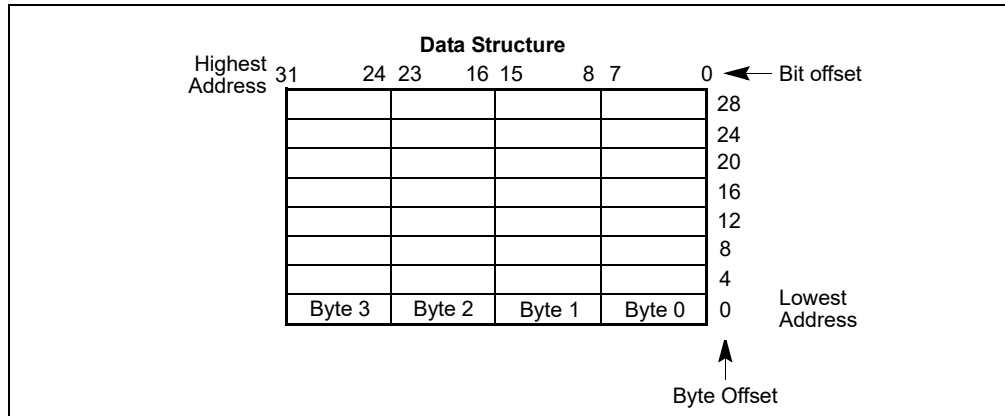 Data Structure
Highest
Address
31 24 23 16 15 8 7 0 Bit offset
28
24
20
16
12
8
4
Byte 3 Byte 2 Byte 1 Byte 0 0
Lowest
Address
Byte Offset